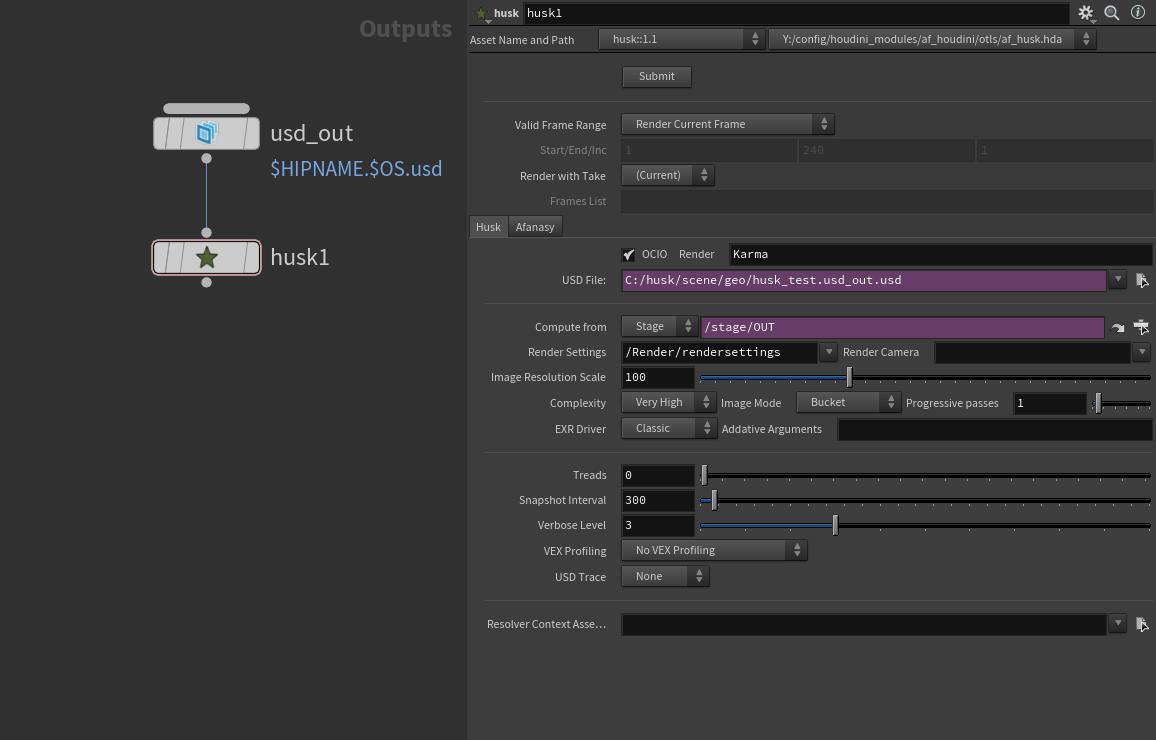 Outputs
usd_out
$HIPNAME.$OS.usd
husk1
husk husk1
Asset Name and Path husk::1.1 Y:/config/houdini_modules/af_houdini/otls/af_husk.hda
Submit
Valid Frame Range Render Current Frame
Start/End/Inc 1 240 1
Render with Take (Current)
Frames List
Husk Afanasy
OCIO Render Karma
USD File: C:/husk/scene/geo/husk_test.usd_out.usd
Compute from Stage /stage/OUT
Render Settings /Render/rendersettings Render Camera
Image Resolution Scale 100
Complexity Very High Image Mode Bucket Progressive passes 1
EXR Driver Classic Addative Arguments
Treads 0
Snapshot Interval 300
Verbose Level 3
VEX Profiling No VEX Profiling
USD Trace None
Resolver Context Asse...